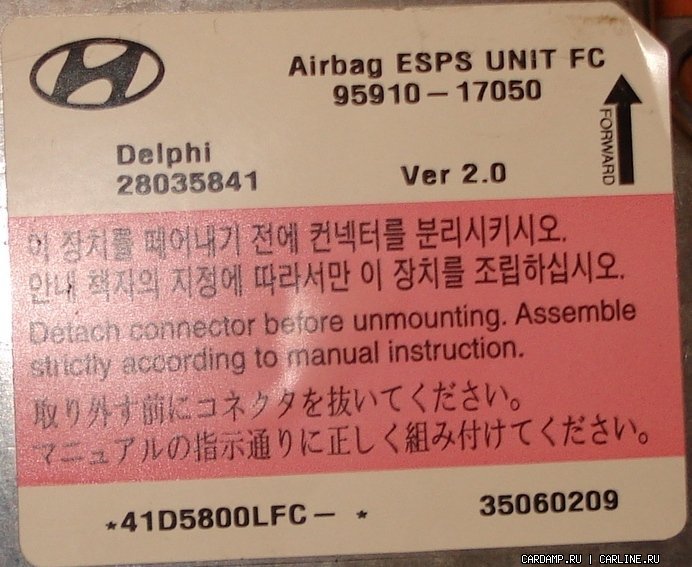 Airbag ESPS UNIT FC
95910-17050
FORWARD
Delphi
28035841
Ver 2.0
이 장치를 떼어내기 전에 컨넥터를 분리시키시오.
안내 책자의 지정에 따라서만 이 장치를 조립하십시오.
Detach connector before unmounting. Assemble
strictly according to manual instruction.
取り外す前にコネクタを抜いてください。
マニュアルの指示通りに正しく組み付けてください。
*41D5800LFC- *
35060209
CARDAMP.RU | CARLINE.RU